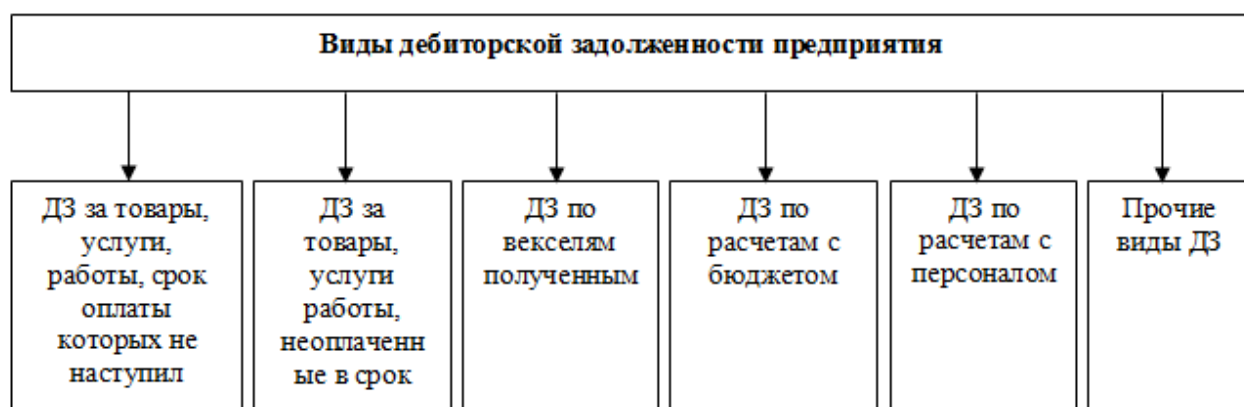 Виды дебиторской задолженности предприятия
ДЗ за товары,
услуги,
работы, срок
оплаты
которых не
наступил
ДЗ за
товары,
услуги
работы,
неоплаченн
ые в срок
ДЗ по
векселям
полученным
ДЗ по
расчетам с
бюджетом
ДЗ по
расчетам с
персоналом
Прочие
виды ДЗ